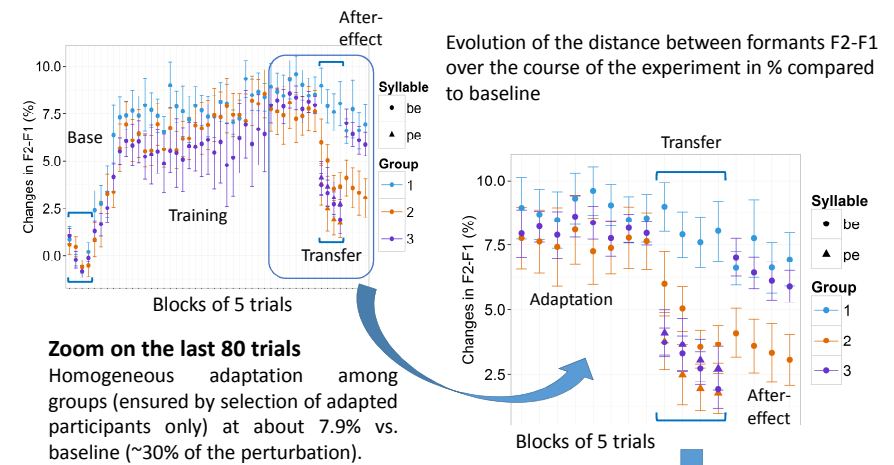 After-
effect
10.0
7.5
5.0
2.5
0.0
Changes in F2-F1 (%)
Base
Training
Transfer
Blocks of 5 trials
Syllable
be
pe
Group
1
2
3
Evolution of the distance between formants F2-F1
over the course of the experiment in % compared
to baseline
Zoom on the last 80 trials
Homogeneous adaptation among
groups (ensured by selection of adapted
participants only) at about 7.9% vs.
baseline (~30% of the perturbation).
Transfer
10.0
7.5
5.0
2.5
Changes in F2-F1 (%)
Adaptation
After-
effect
Blocks of 5 trials
Syllable
be
pe
Group
1
2
3